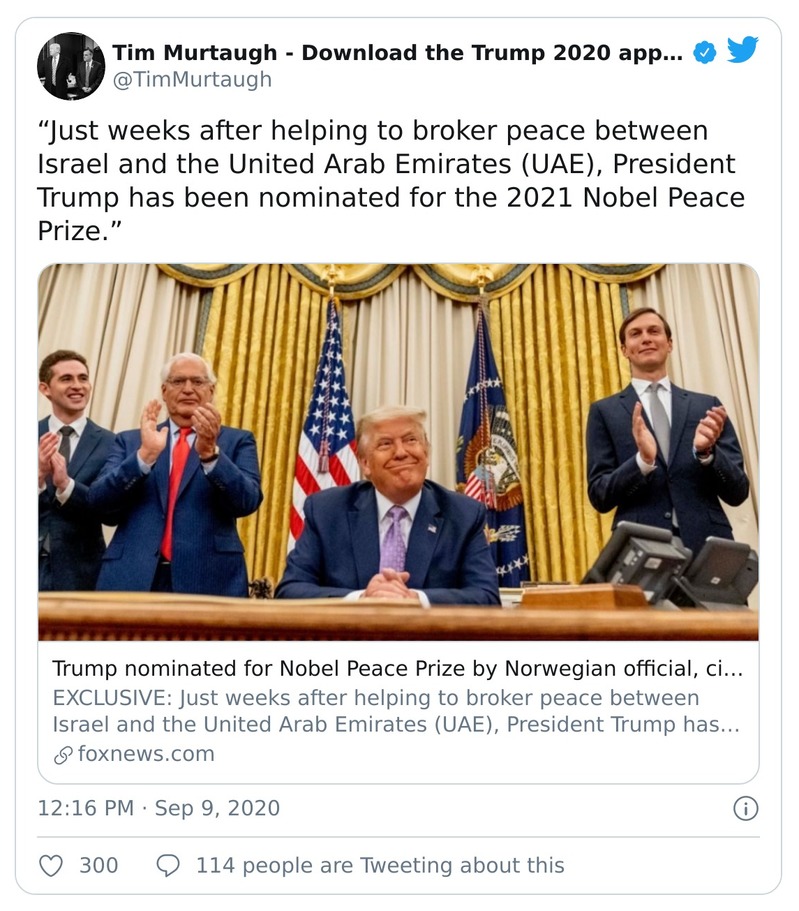 Tim Murtaugh - Download the Trump 2020 app...
@TimMurtaugh
“Just weeks after helping to broker peace between
Israel and the United Arab Emirates (UAE), President
Trump has been nominated for the 2021 Nobel Peace
Prize.”
Trump nominated for Nobel Peace Prize by Norwegian official, ci...
EXCLUSIVE: Just weeks after helping to broker peace between
Israel and the United Arab Emirates (UAE), President Trump has...
foxnews.com
12:16 PM · Sep 9, 2020
300 114 people are Tweeting about this